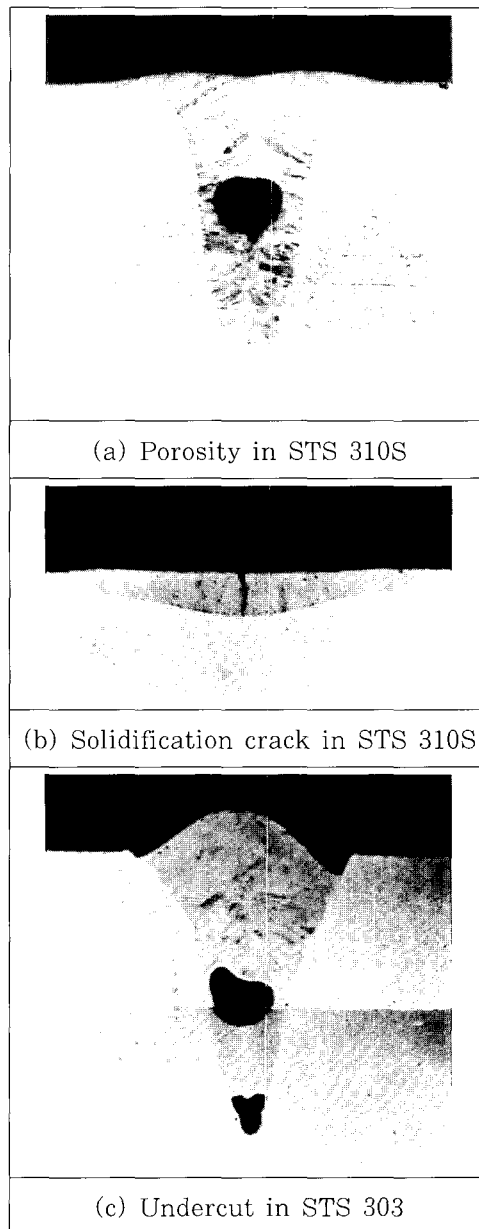 (a) Porosity in STS 310S
(b) Solidification crack in STS 310S
(c) Undercut in STS 303